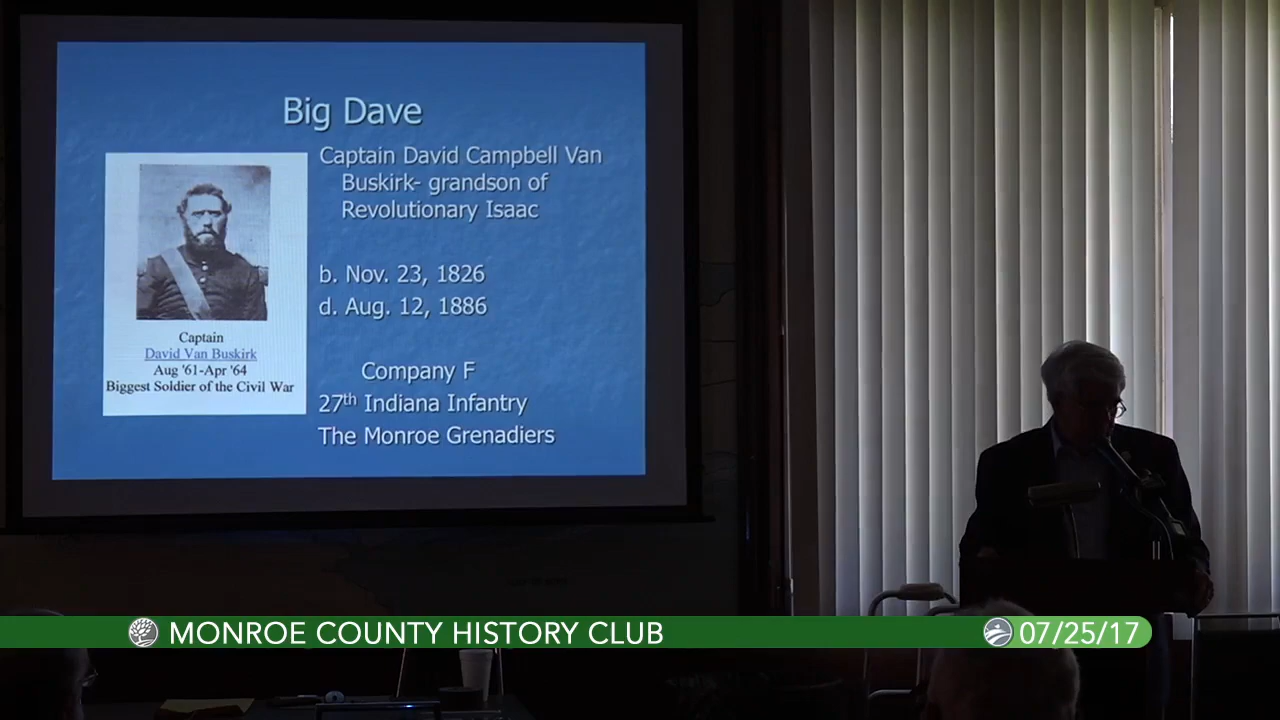 Big Dave
Captain David Campbell Van
Buskirk- grandson of
Revolutionary Isaac
b. Nov. 23, 1826
d. Aug. 12, 1886
Company F
27th Indiana Infantry
The Monroe Grenadiers
Captain
David Van Buskirk
Aug '61-Apr '64
Biggest Soldier of the Civil War
MONROE COUNTY HISTORY CLUB
07/25/17